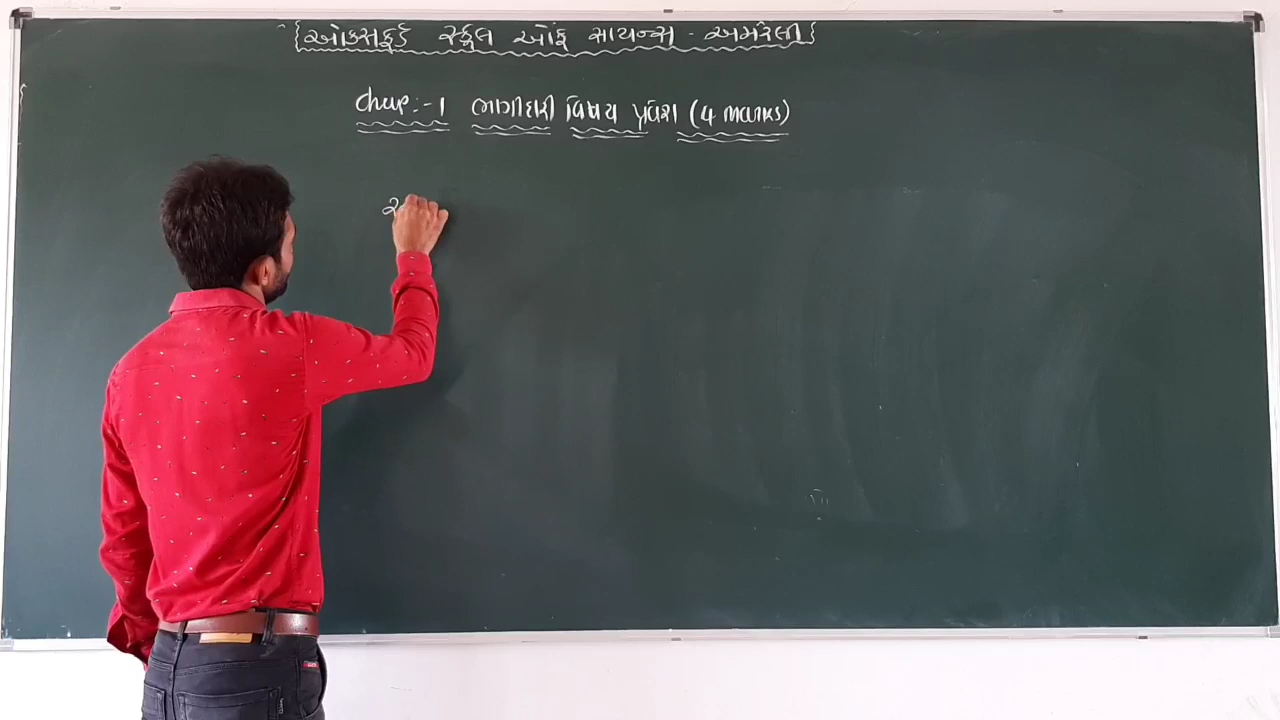 {ઓક્સફર્ડ સ્કૂલ ઓફ સાયન્સ - અમરેલી}
Chap:-1 ભાગીદારી વિષય પ્રવેશ (4 marks)